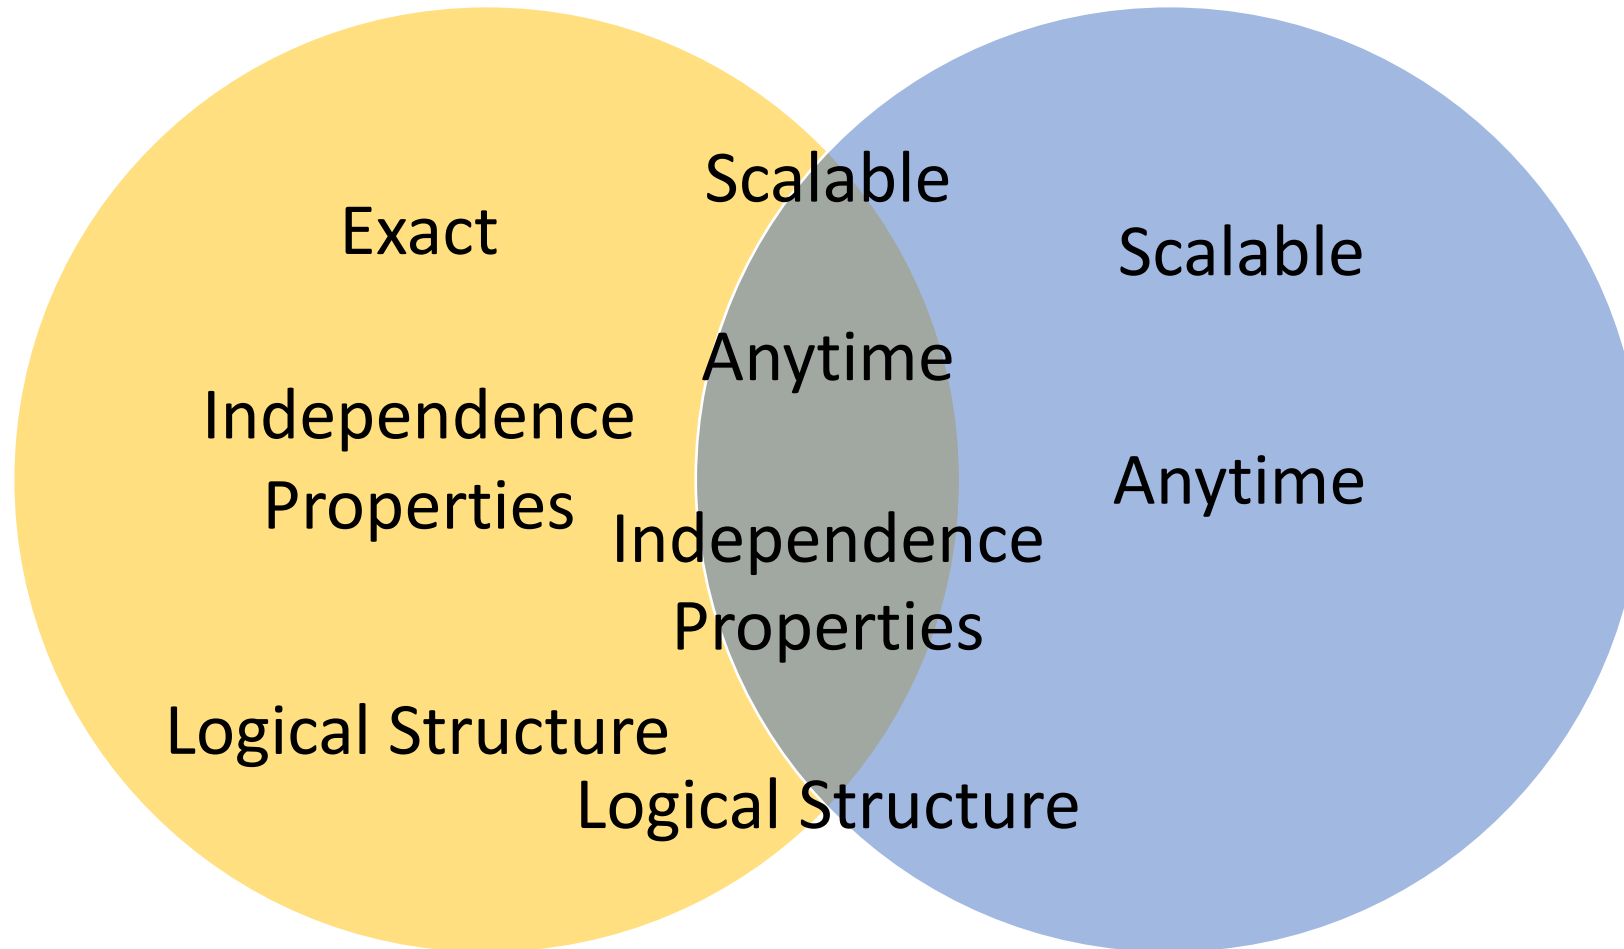 Exact
Independence
Properties
Logical Structure
Scalable
Anytime
Independence
Properties
Logical Structure
Scalable
Anytime